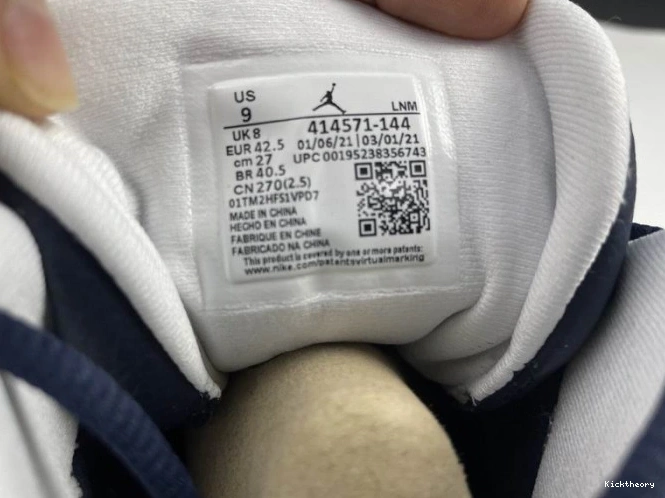 US
9
LNM
UK 8
414571-144
EUR 42.5
01/06/21 | 03/01/21
cm 27
UPC 00195238356743
BR 40.5
CN 270(2.5)
01TM2HFS1VPD7
MADE IN CHINA
HECHO EN CHINA
FABRIQUE EN CHINE
FABRICADO NA CHINA
This product is covered by one or more patents:
www.nike.com/patentsvirtualmarking
Kicktheory